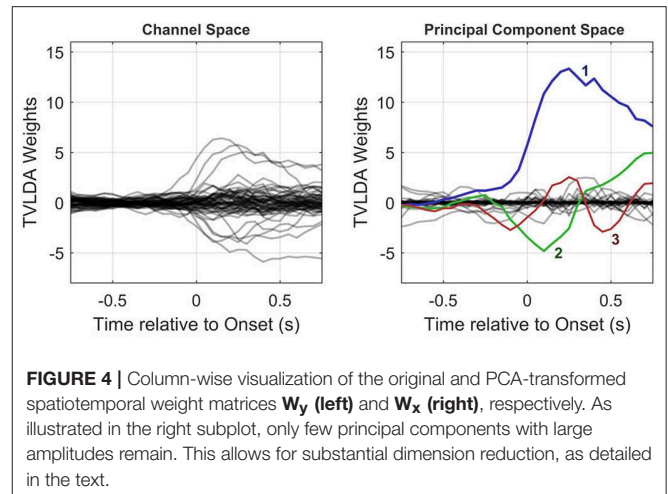 Channel Space
Principal Component Space
15
10
5
0
-5
TVLDA Weights
-0.5
0
0.5
Time relative to Onset (s)
15
10
5
0
-5
TVLDA Weights
1
2
3
-0.5
0
0.5
Time relative to Onset (s)
FIGURE 4 | Column-wise visualization of the original and PCA-transformed
spatiotemporal weight matrices Wy (left) and Wx (right), respectively. As
illustrated in the right subplot, only few principal components with large
amplitudes remain. This allows for substantial dimension reduction, as detailed
in the text.